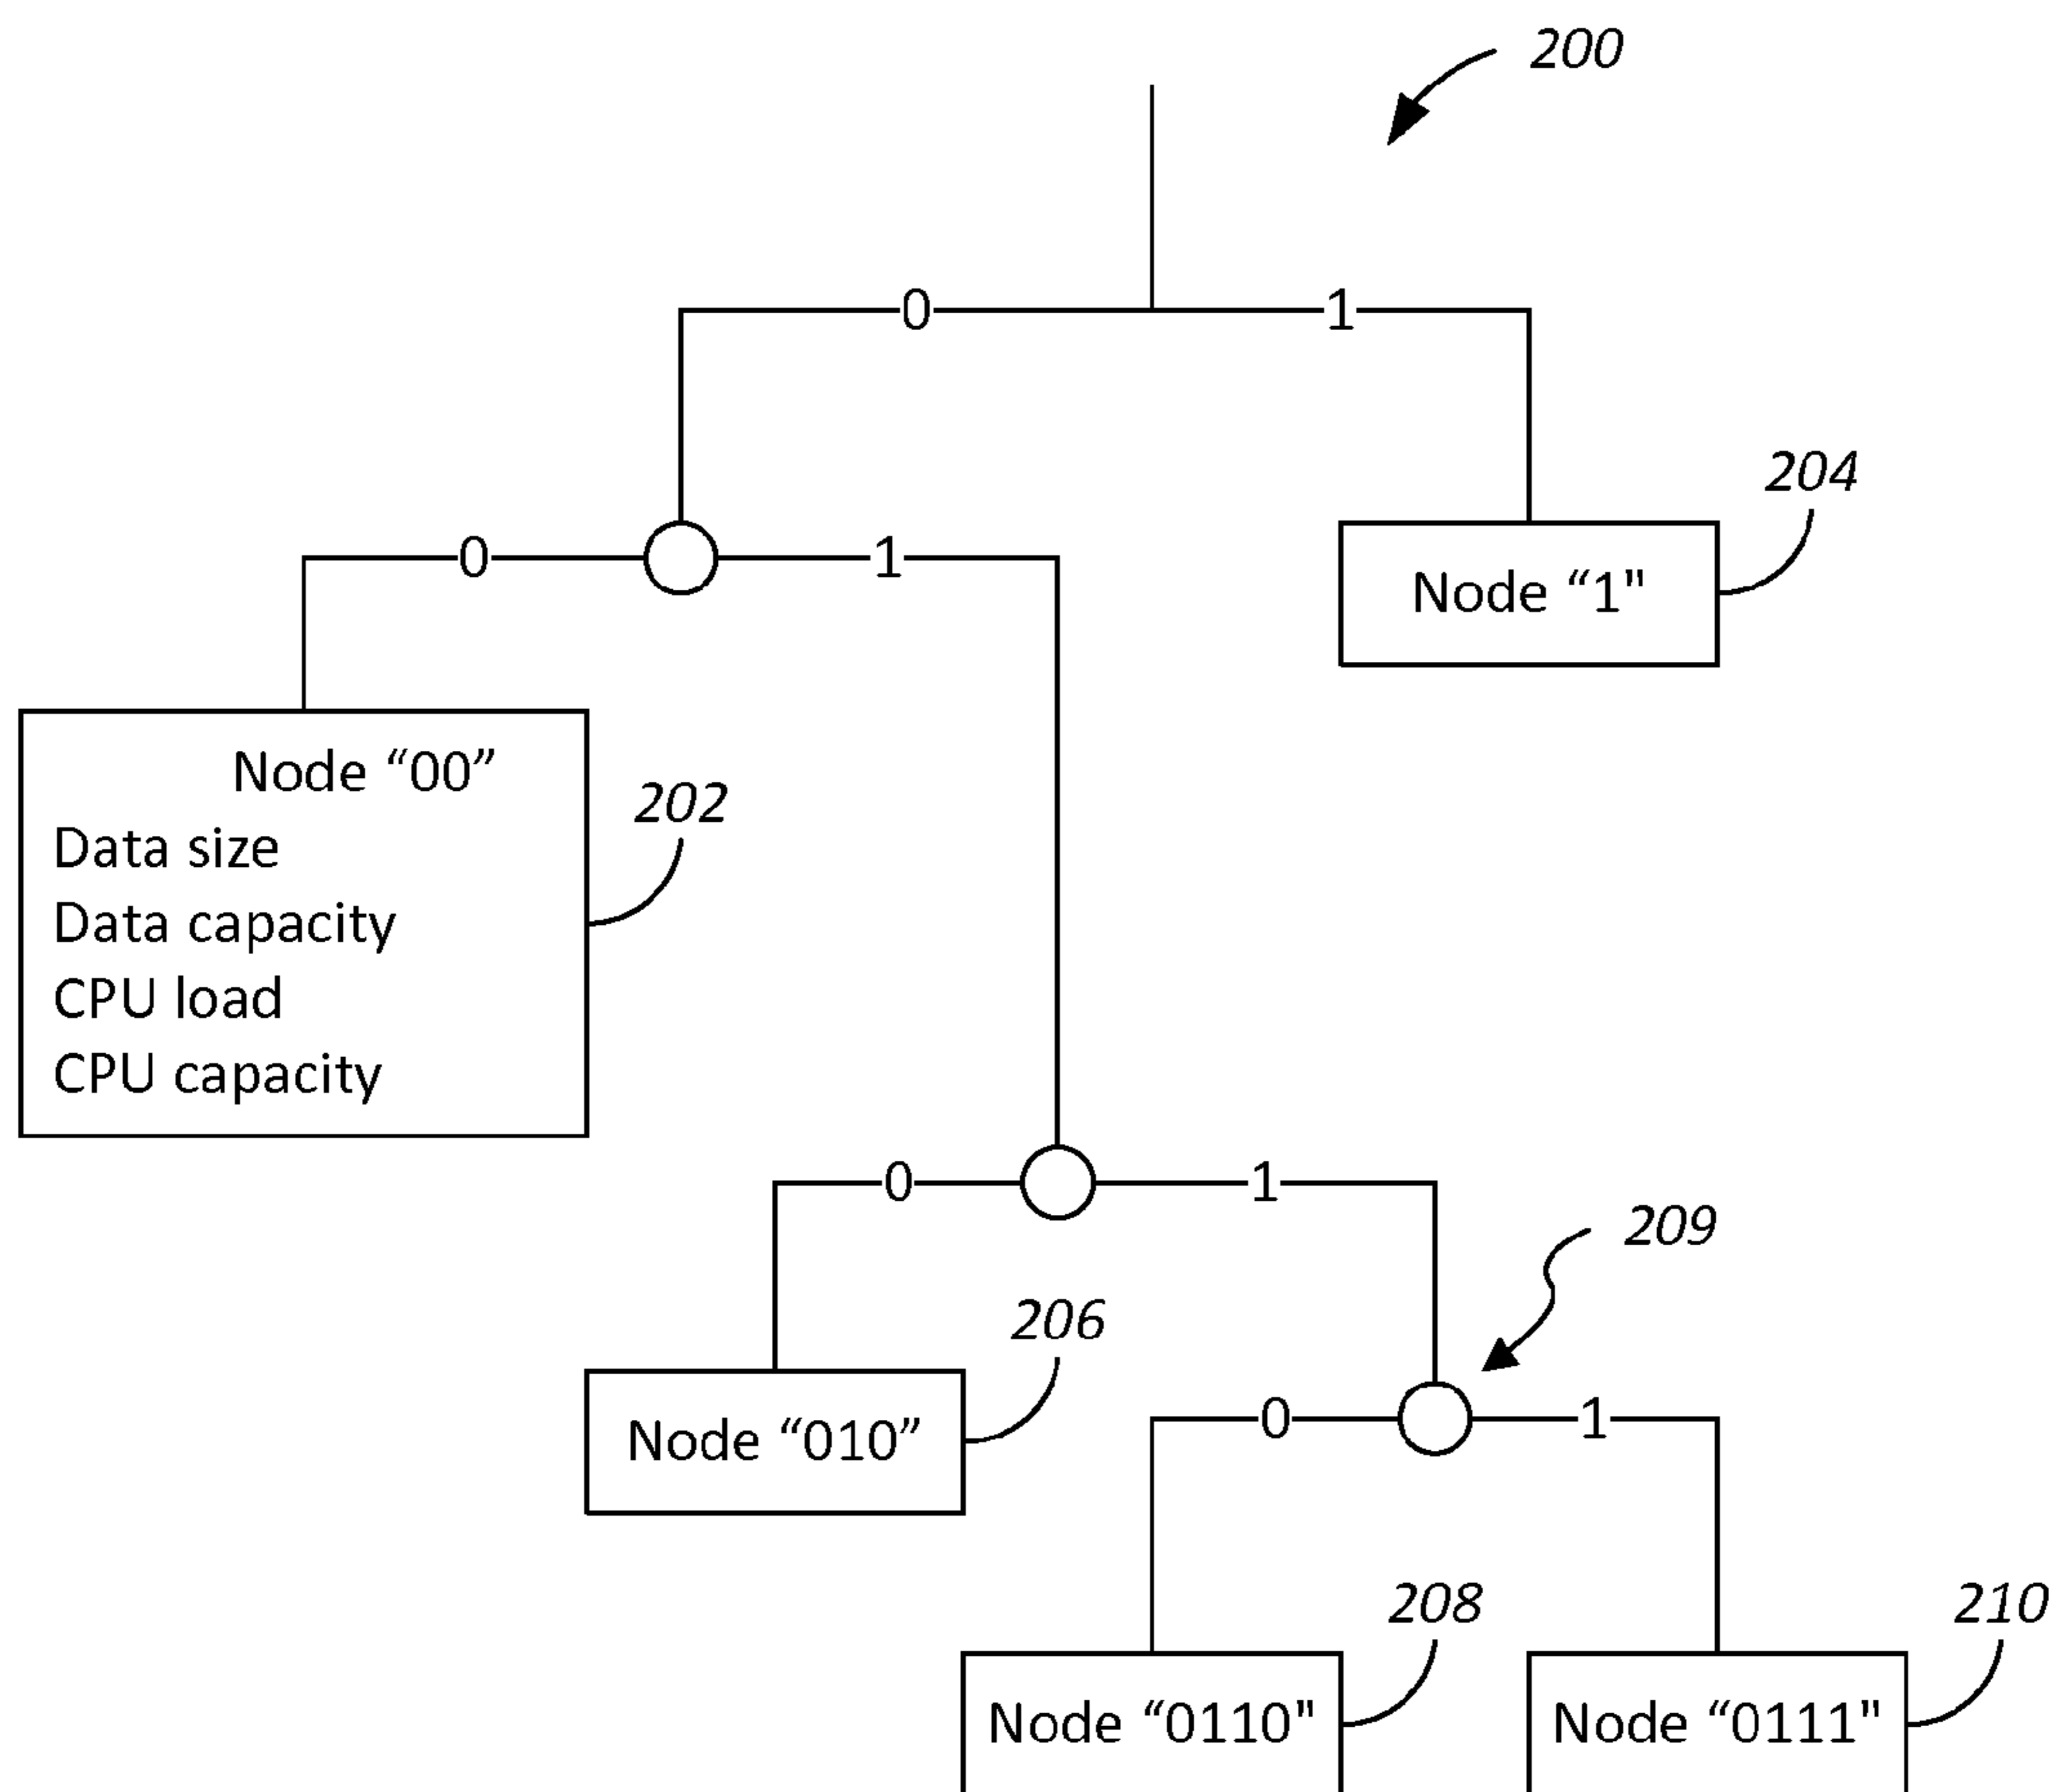 200
0 1
204
0 1
Node “1"
Node “00”
202
Data size
Data capacity
CPU load
CPU capacity
0 1
209
206
0 1
Node “010”
208 210
Node “0110" Node “0111"